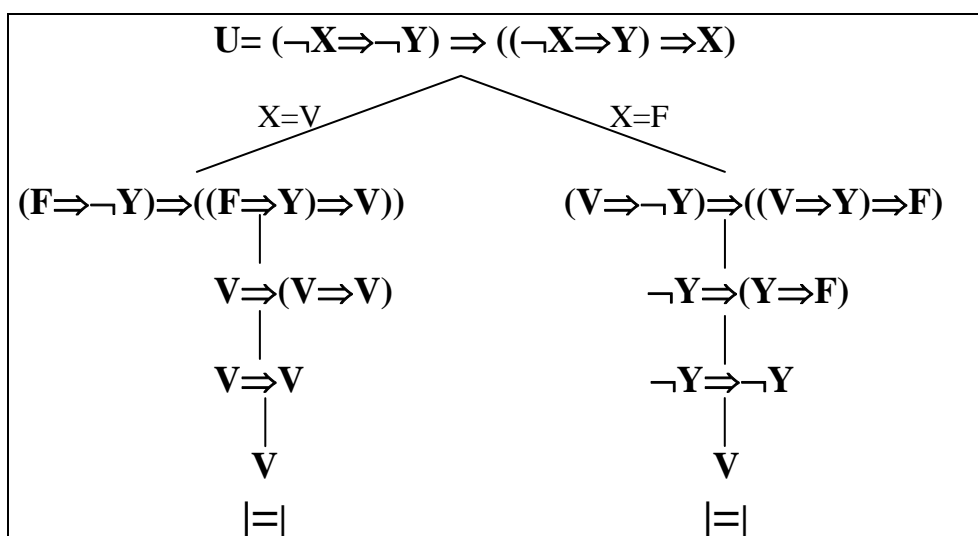 U= (¬X⇒¬Y) ⇒ ((¬X⇒Y) ⇒X)
X=V X=F
(F⇒¬Y)⇒((F⇒Y)⇒V)) (V⇒¬Y)⇒((V⇒Y)⇒F)
V⇒(V⇒V) ¬Y⇒(Y⇒F)
V⇒V ¬Y⇒¬Y
V V
|=| |=|